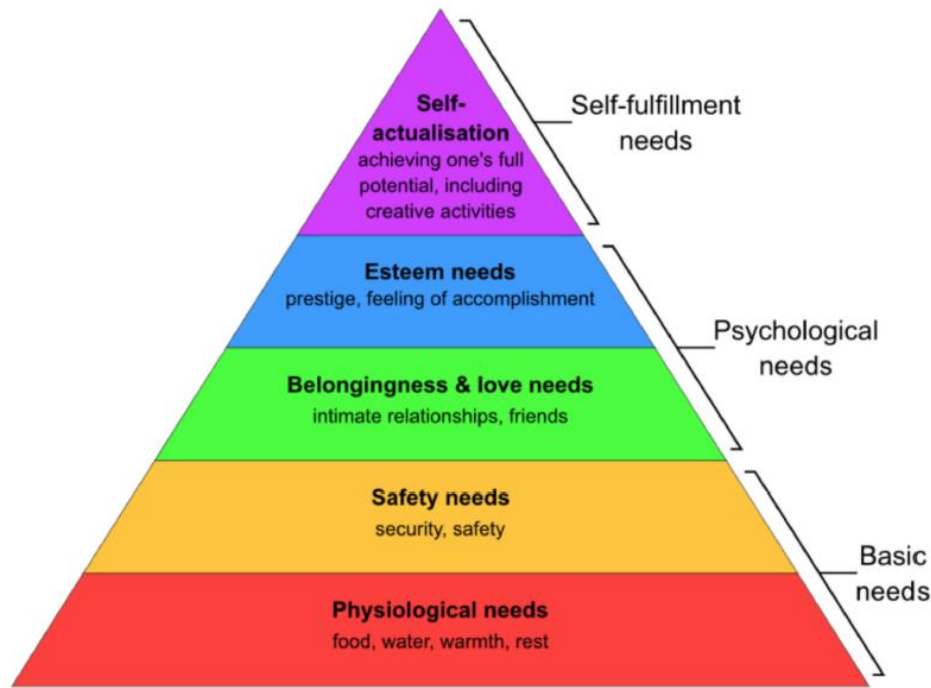 Self-
actualisation
achieving one's full
potential, including
creative activities
Self-fulfillment
needs
Esteem needs
prestige, feeling of accomplishment
Psychological
needs
Belongingness & love needs
intimate relationships, friends
Safety needs
security, safety
Basic
needs
Physiological needs
food, water, warmth, rest